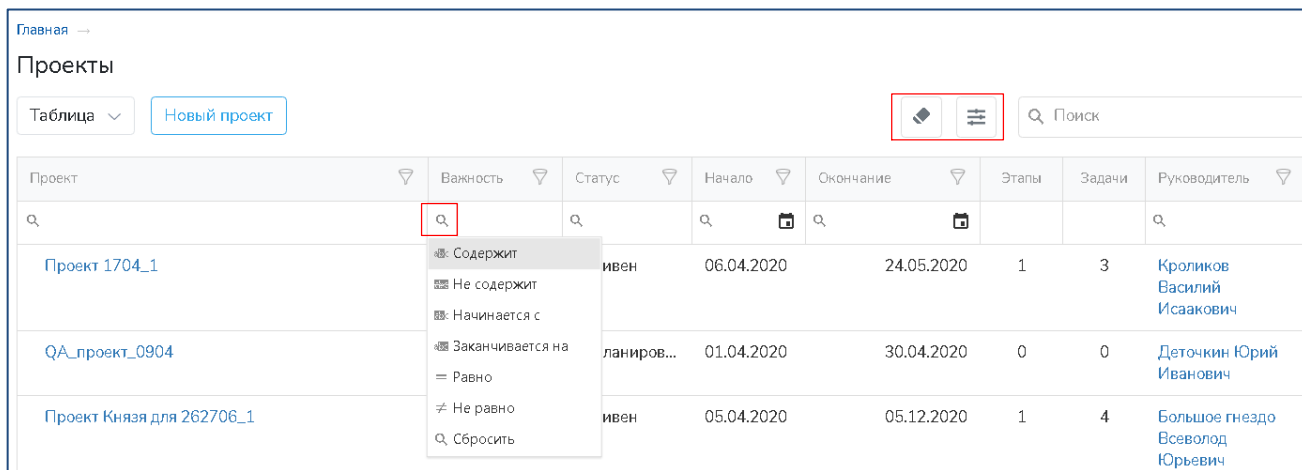 Главная →
Проекты
Таблица Новый проект Поиск
Проект Важность Статус Начало Окончание Этапы Задачи Руководитель
Содержит
Проект 1704_1 06.04.2020 24.05.2020 1 3 Кроликов
Василий
Исаакович
Не содержит
Начинается с
Заканчивается на
QA_проект_0904 01.04.2020 30.04.2020 0 0 Деточкин Юрий
Иванович
Равно
Не равно
Проект Князя для 262706_1 05.04.2020 05.12.2020 1 4 Большое гнездо
Всеволод
Юрьевич
Сбросить